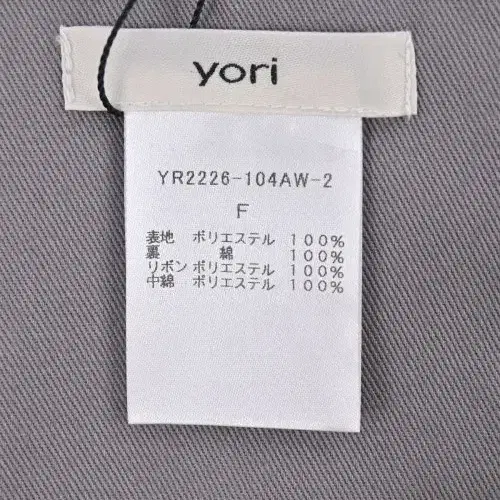 yori
YR2226-104AW-2
F
表地 ポリエステル 100%
裏 綿 100%
リボン ポリエステル 100%
中綿 ポリエステル 100%